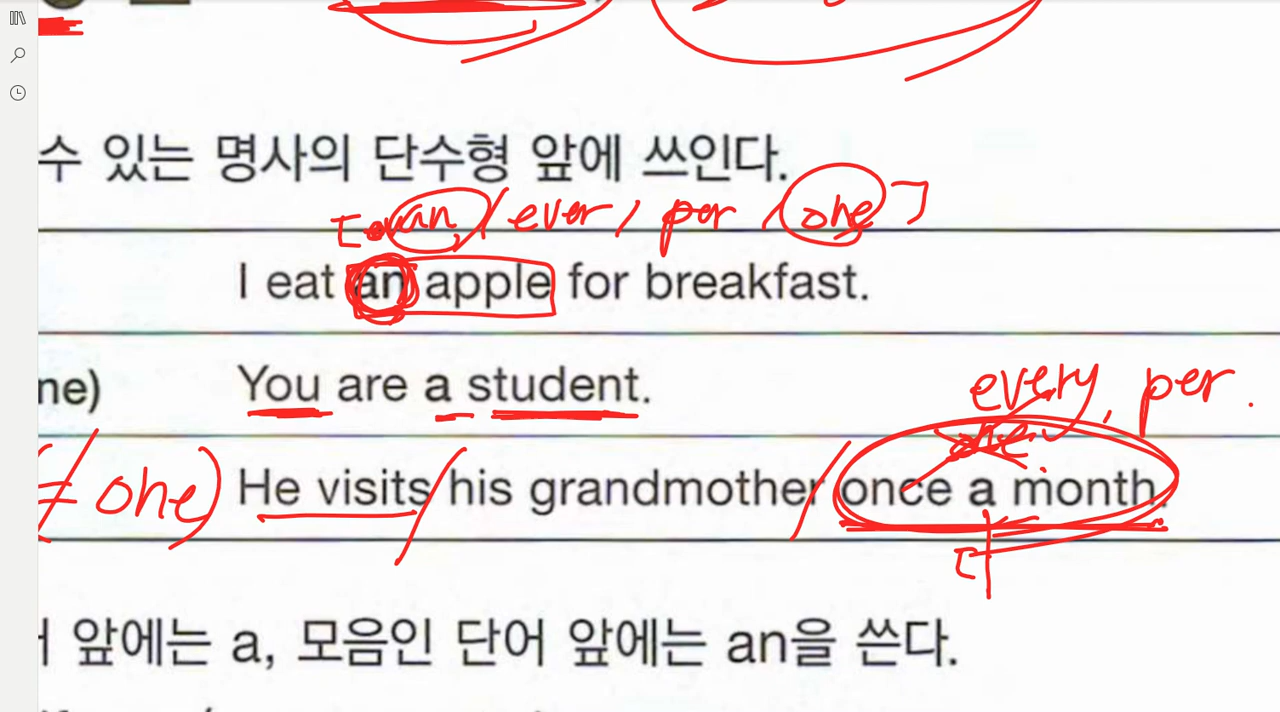 수 있는 명사의 단수형 앞에 쓰인다.
[ an, / ever / per / one ]
I eat an apple for breakfast.
every, per.
me) You are a student.
one
≠ one) He visits / his grandmother / once a month.
앞에는 a, 모음인 단어 앞에는 an을 쓴다.